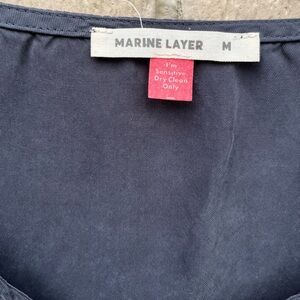 MARINE LAYER M
I'm
Sensitive
Dry Clean
Only